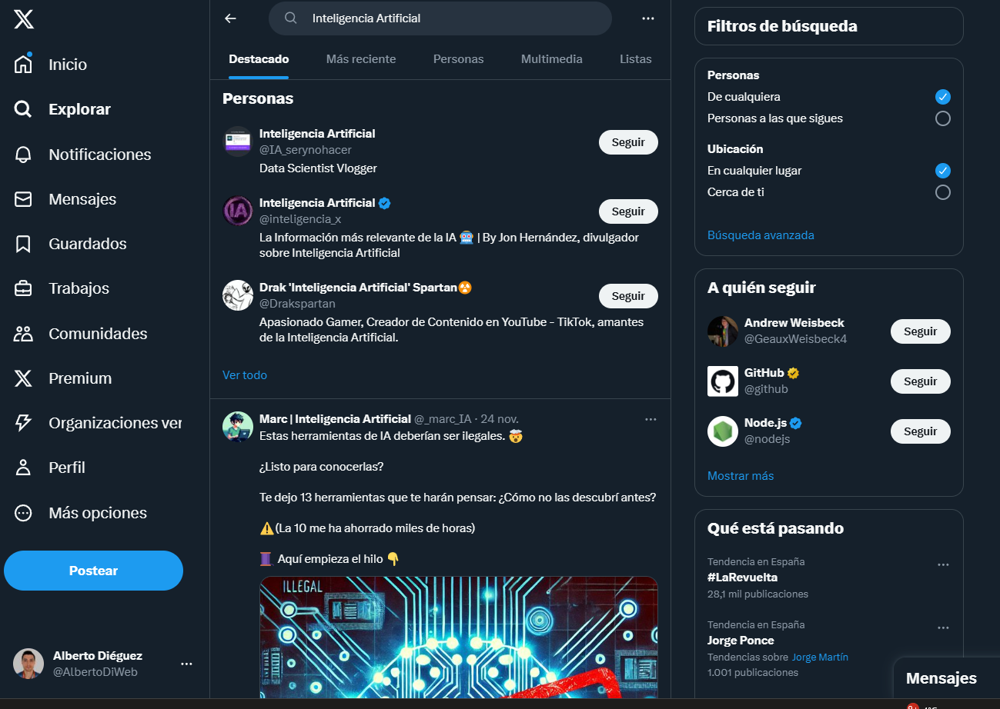 Inicio
Explorar
Notificaciones
Mensajes
Guardados
Trabajos
Comunidades
Premium
Organizaciones ver
Perfil
Más opciones
Postear
Alberto Diéguez
@AlbertoDiWeb
Inteligencia Artificial
Destacado
Más reciente
Personas
Multimedia
Listas
Personas
Inteligencia Artificial
@IA_serynohacer
Seguir
Data Scientist Vlogger
Inteligencia Artificial
@inteligencia_x
Seguir
La Información más relevante de la IA 🤖 | By Jon Hernández, divulgador
sobre Inteligencia Artificial
Drak 'Inteligencia Artificial' Spartan☢️
@Drakspartan
Seguir
Apasionado Gamer, Creador de Contenido en YouTube - TikTok, amantes
de la Inteligencia Artificial.
Ver todo
Marc | Inteligencia Artificial @_marc_IA · 24 nov.
Estas herramientas de IA deberían ser ilegales. 🤯
¿Listo para conocerlas?
Te dejo 13 herramientas que te harán pensar: ¿Cómo no las descubrí antes?
⚠️(La 10 me ha ahorrado miles de horas)
🧵 Aquí empieza el hilo 👇
ILLEGAL
Filtros de búsqueda
Personas
De cualquiera
Personas a las que sigues
Ubicación
En cualquier lugar
Cerca de ti
Búsqueda avanzada
A quién seguir
Andrew Weisbeck
@GeauxWeisbeck4
Seguir
GitHub
@github
Seguir
Node.js
@nodejs
Seguir
Mostrar más
Qué está pasando
Tendencia en España
#LaRevuelta
28,1 mil publicaciones
Tendencia en España
Jorge Ponce
Tendencias sobre Jorge Martín
1.001 publicaciones
Mensajes